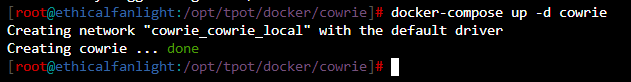 [root@ethicalfanlight:/opt/tpot/docker/cowrie]# docker-compose up -d cowrie
Creating network "cowrie_cowrie_local" with the default driver
Creating cowrie ... done
[root@ethicalfanlight:/opt/tpot/docker/cowrie]#